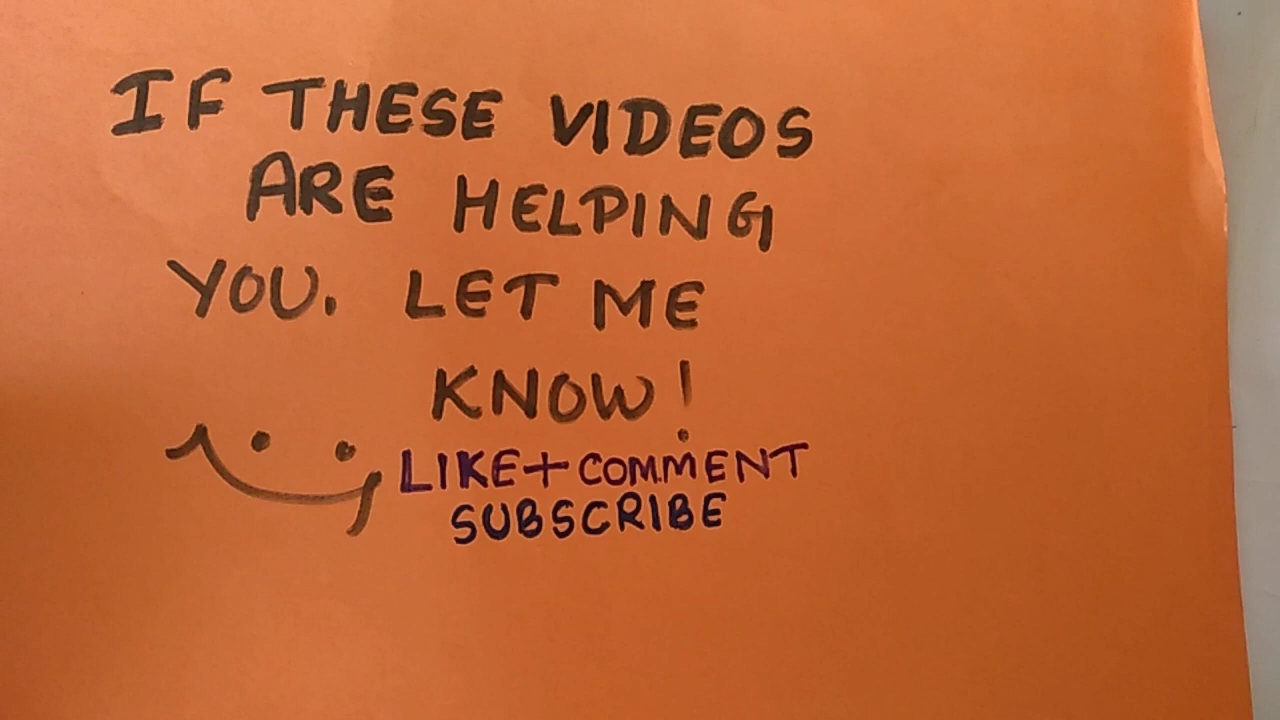 IF THESE VIDEOS
ARE HELPING
YOU. LET ME
KNOW!
LIKE+COMMENT
SUBSCRIBE